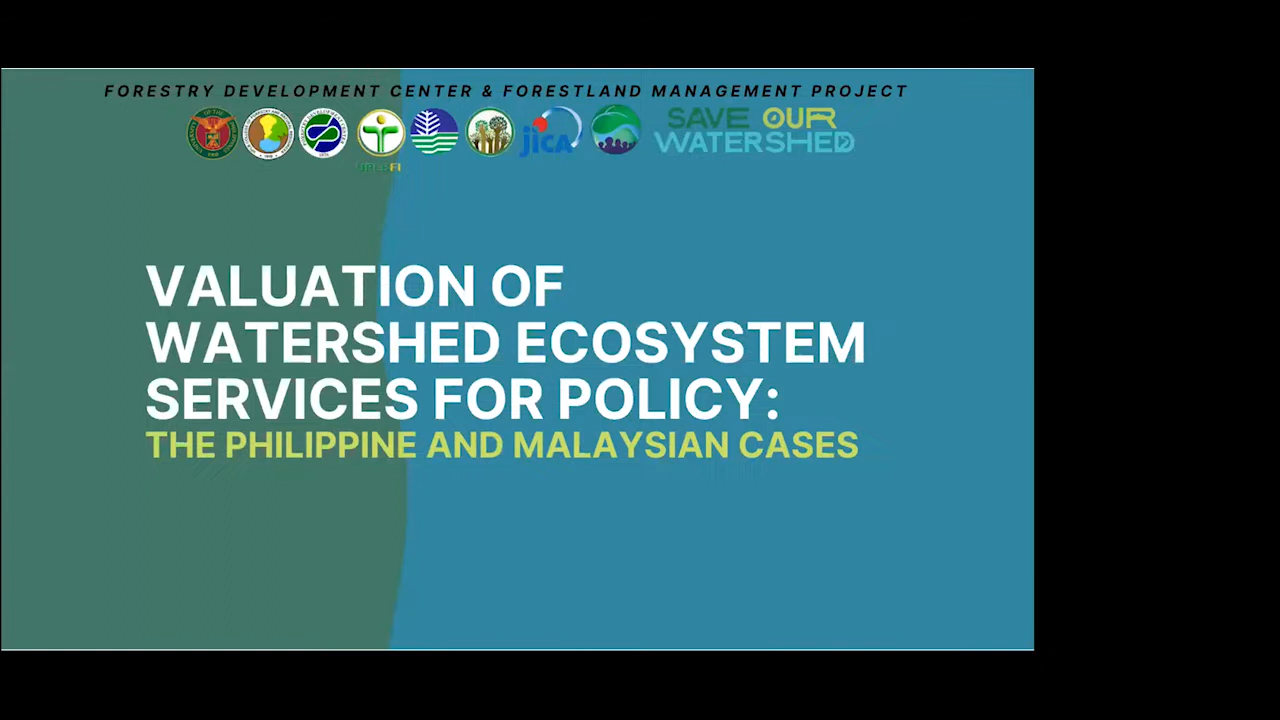 FORESTRY DEVELOPMENT CENTER & FORESTLAND MANAGEMENT PROJECT
jICA
SAVE OUR
WATERSHED
VALUATION OF
WATERSHED ECOSYSTEM
SERVICES FOR POLICY:
THE PHILIPPINE AND MALAYSIAN CASES